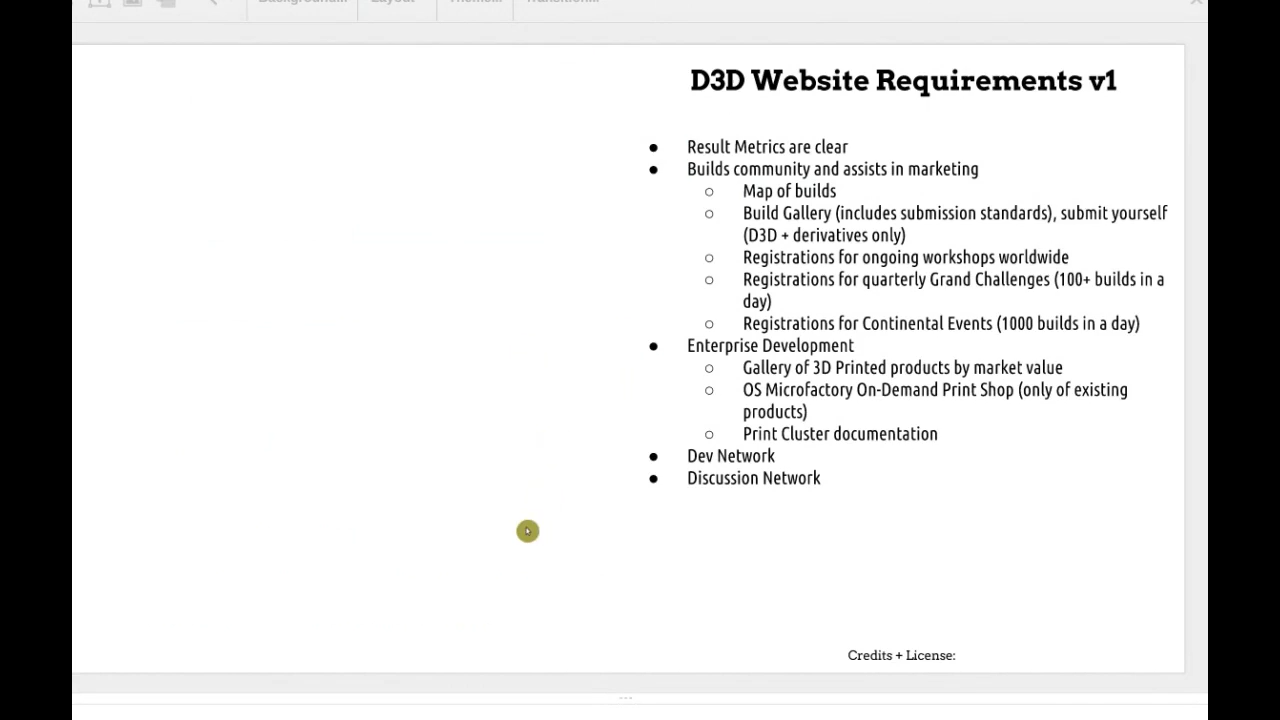 Background...
Layout
Theme...
Transition...
D3D Website Requirements v1
● Result Metrics are clear
● Builds community and assists in marketing
○ Map of builds
○ Build Gallery (includes submission standards), submit yourself
(D3D + derivatives only)
○ Registrations for ongoing workshops worldwide
○ Registrations for quarterly Grand Challenges (100+ builds in a
day)
○ Registrations for Continental Events (1000 builds in a day)
● Enterprise Development
○ Gallery of 3D Printed products by market value
○ OS Microfactory On-Demand Print Shop (only of existing
products)
○ Print Cluster documentation
● Dev Network
● Discussion Network
Credits + License: